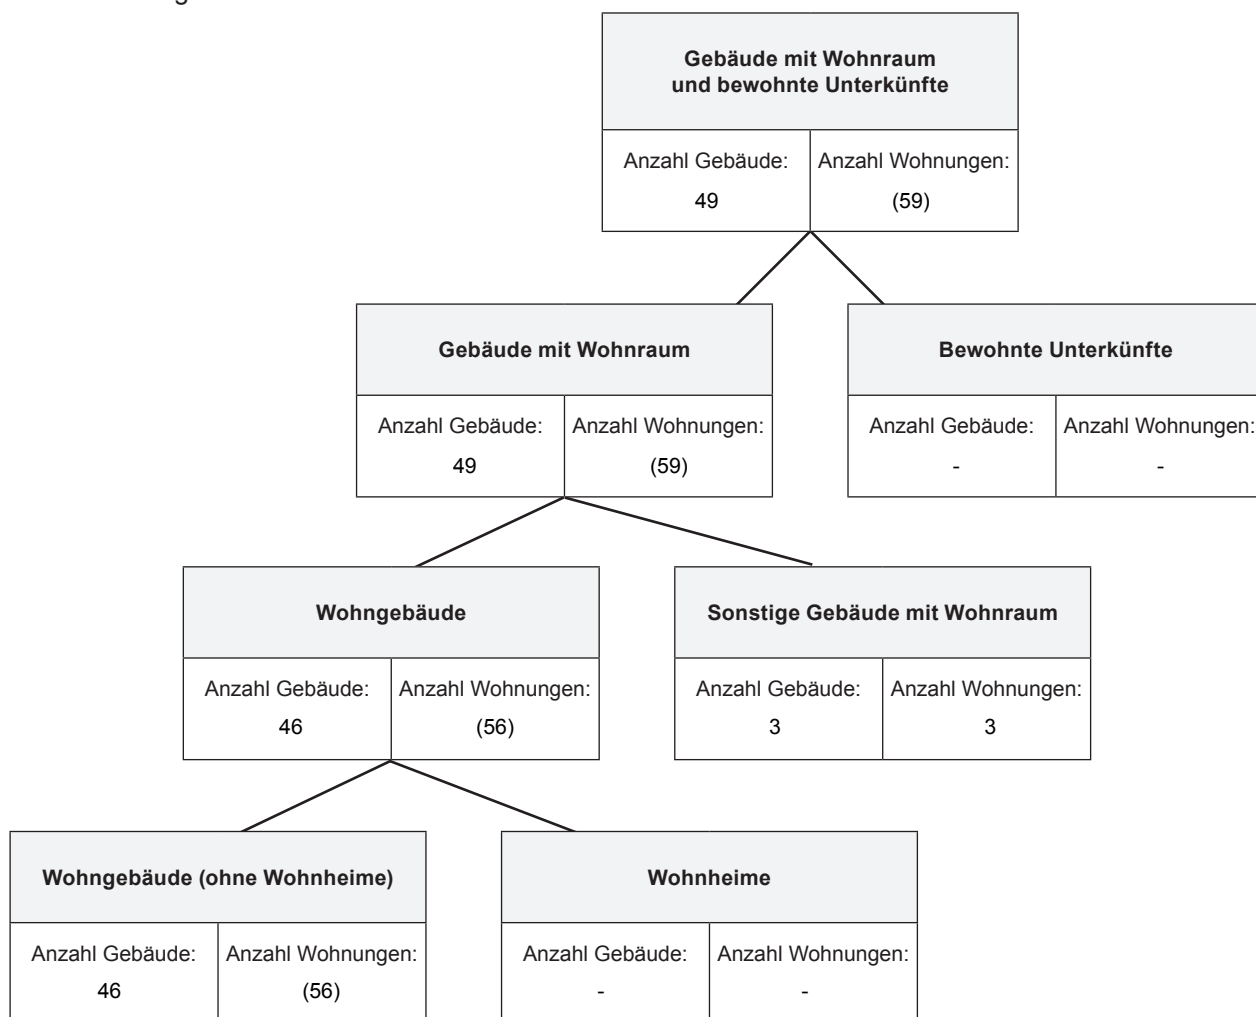 Gebäude mit Wohnraum
und bewohnte Unterkünfte
Anzahl Gebäude: Anzahl Wohnungen:
49 (59)
Gebäude mit Wohnraum Bewohnte Unterkünfte
Anzahl Gebäude: Anzahl Wohnungen: Anzahl Gebäude: Anzahl Wohnungen:
49 (59) - -
Wohngebäude Sonstige Gebäude mit Wohnraum
Anzahl Gebäude: Anzahl Wohnungen: Anzahl Gebäude: Anzahl Wohnungen:
46 (56) 3 3
Wohngebäude (ohne Wohnheime) Wohnheime
Anzahl Gebäude: Anzahl Wohnungen: Anzahl Gebäude: Anzahl Wohnungen:
46 (56) - -